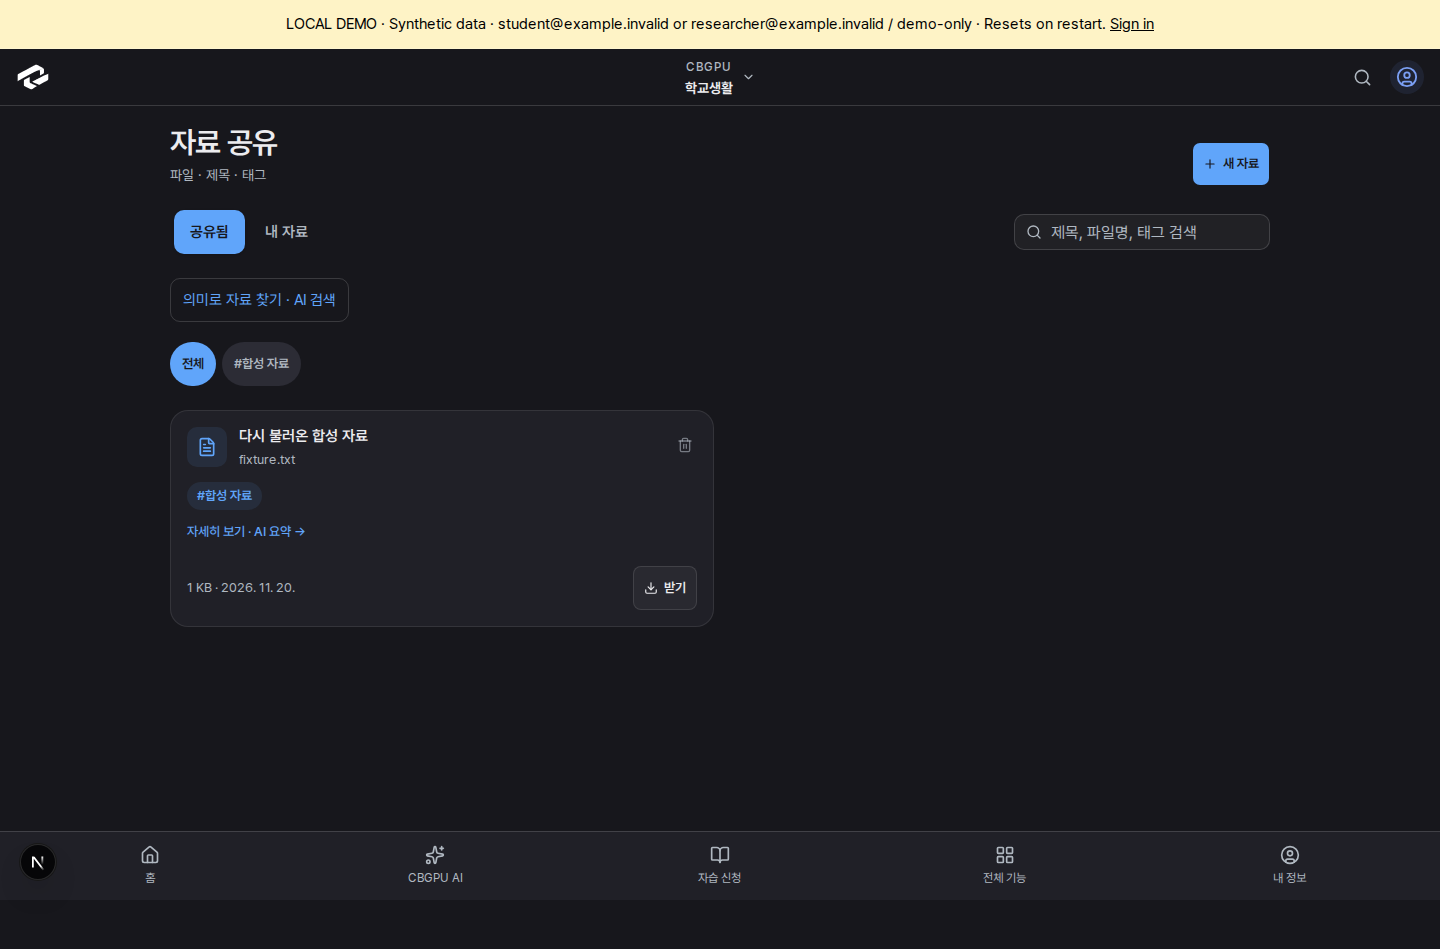 LOCAL DEMO · Synthetic data · student@example.invalid or researcher@example.invalid / demo-only · Resets on restart. Sign in
CBGPU
학교생활
자료 공유
파일 · 제목 · 태그
새 자료
공유됨
내 자료
제목, 파일명, 태그 검색
의미로 자료 찾기 · AI 검색
전체
#합성 자료
다시 불러온 합성 자료
fixture.txt
#합성 자료
자세히 보기 · AI 요약 →
1 KB · 2026. 11. 20.
받기
홈
CBGPU AI
자습 신청
전체 기능
내 정보